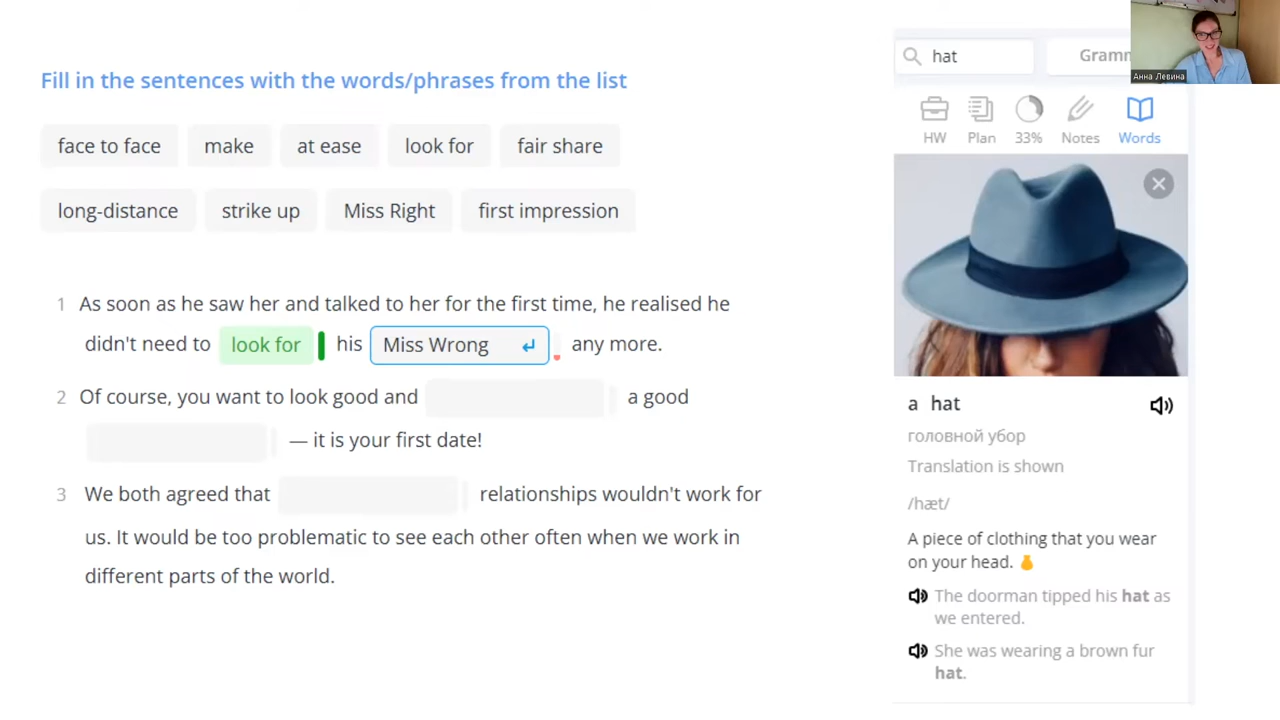 Fill in the sentences with the words/phrases from the list
face to face
make
at ease
look for
fair share
long-distance
strike up
Miss Right
first impression
1 As soon as he saw her and talked to her for the first time, he realised he
didn't need to look for his Miss Wrong any more.
2 Of course, you want to look good and a good
— it is your first date!
3 We both agreed that relationships wouldn't work for
us. It would be too problematic to see each other often when we work in
different parts of the world.
hat
Gramm
Анна Левина
HW
Plan
33%
Notes
Words
a hat
головной убор
Translation is shown
/hæt/
A piece of clothing that you wear
on your head.
The doorman tipped his hat as
we entered.
She was wearing a brown fur
hat.